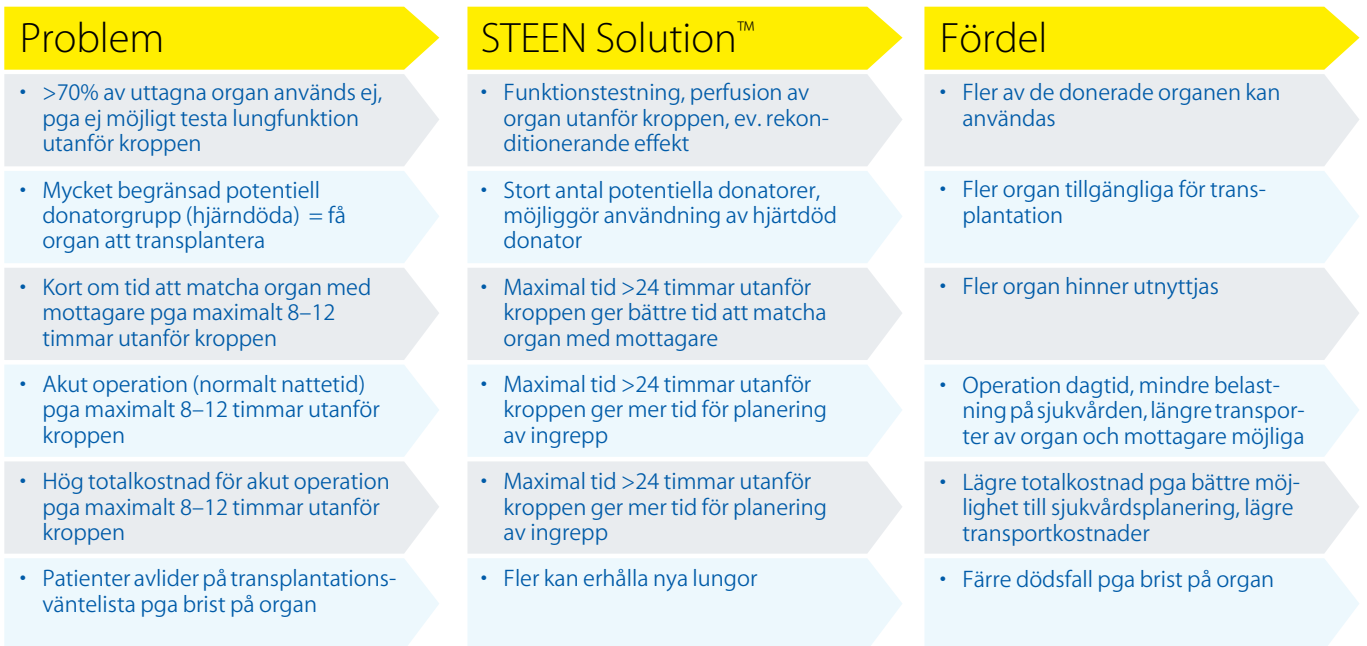 Problem
STEEN Solution™
Fördel
• >70% av uttagna organ används ej,
pga ej möjligt testa lungfunktion
utanför kroppen
• Funktionstestning, perfusion av
organ utanför kroppen, ev. rekon-
ditionerande effekt
• Fler av de donerade organen kan
användas
• Mycket begränsad potentiell
donatorgrupp (hjärndöda) = få
organ att transplantera
• Stort antal potentiella donatorer,
möjliggör användning av hjärtdöd
donator
• Fler organ tillgängliga för trans-
plantation
• Kort om tid att matcha organ med
mottagare pga maximalt 8–12
timmar utanför kroppen
• Maximal tid >24 timmar utanför
kroppen ger bättre tid att matcha
organ med mottagare
• Fler organ hinner utnyttjas
• Akut operation (normalt nattetid)
pga maximalt 8–12 timmar utanför
kroppen
• Maximal tid >24 timmar utanför
kroppen ger mer tid för planering
av ingrepp
• Operation dagtid, mindre belast-
ning på sjukvården, längre transpor-
ter av organ och mottagare möjliga
• Hög totalkostnad för akut operation
pga maximalt 8–12 timmar utanför
kroppen
• Maximal tid >24 timmar utanför
kroppen ger mer tid för planering
av ingrepp
• Lägre totalkostnad pga bättre möj-
lighet till sjukvårdsplanering, lägre
transportkostnader
• Patienter avlider på transplantations-
väntelista pga brist på organ
• Fler kan erhålla nya lungor
• Färre dödsfall pga brist på organ